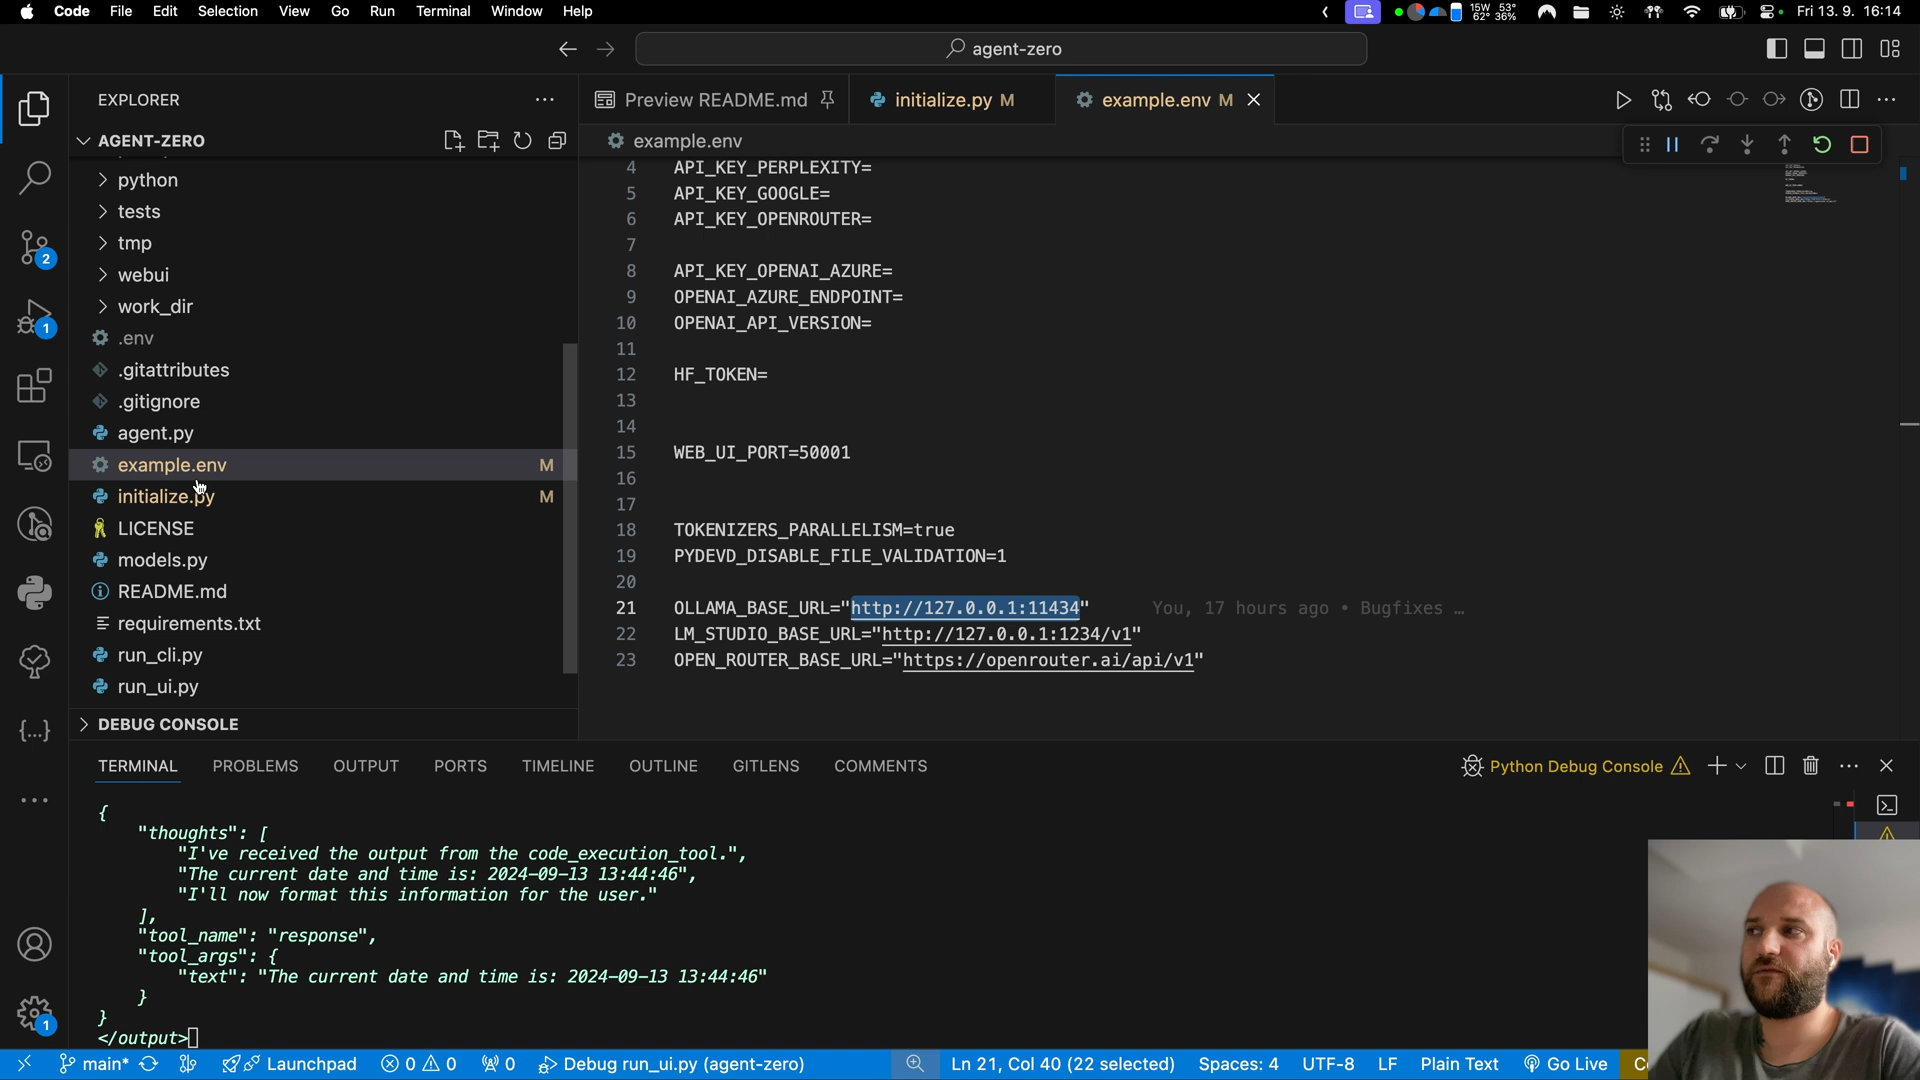 Code File Edit Selection View Go Run Terminal Window Help
15W 53°
62° 36%
Fri 13. 9. 16:14
agent-zero
EXPLORER
Preview README.md
initialize.py M
example.env M
AGENT-ZERO
example.env
python
tests
tmp
webui
work_dir
.env
.gitattributes
.gitignore
agent.py
example.env M
initialize.py M
LICENSE
models.py
README.md
requirements.txt
run_cli.py
run_ui.py
DEBUG CONSOLE
4 API_KEY_PERPLEXITY=
5 API_KEY_GOOGLE=
6 API_KEY_OPENROUTER=
7
8 API_KEY_OPENAI_AZURE=
9 OPENAI_AZURE_ENDPOINT=
10 OPENAI_API_VERSION=
11
12 HF_TOKEN=
13
14
15 WEB_UI_PORT=50001
16
17
18 TOKENIZERS_PARALLELISM=true
19 PYDEVD_DISABLE_FILE_VALIDATION=1
20
21 OLLAMA_BASE_URL="http://127.0.0.1:11434" You, 17 hours ago • Bugfixes …
22 LM_STUDIO_BASE_URL="http://127.0.0.1:1234/v1"
23 OPEN_ROUTER_BASE_URL="https://openrouter.ai/api/v1"
2
1
1
TERMINAL PROBLEMS OUTPUT PORTS TIMELINE OUTLINE GITLENS COMMENTS
Python Debug Console
{
"thoughts": [
"I've received the output from the code_execution_tool.",
"The current date and time is: 2024-09-13 13:44:46",
"I'll now format this information for the user."
],
"tool_name": "response",
"tool_args": {
"text": "The current date and time is: 2024-09-13 13:44:46"
}
}
</output>
main* Launchpad 0 0 0 Debug run_ui.py (agent-zero) Ln 21, Col 40 (22 selected) Spaces: 4 UTF-8 LF Plain Text Go Live